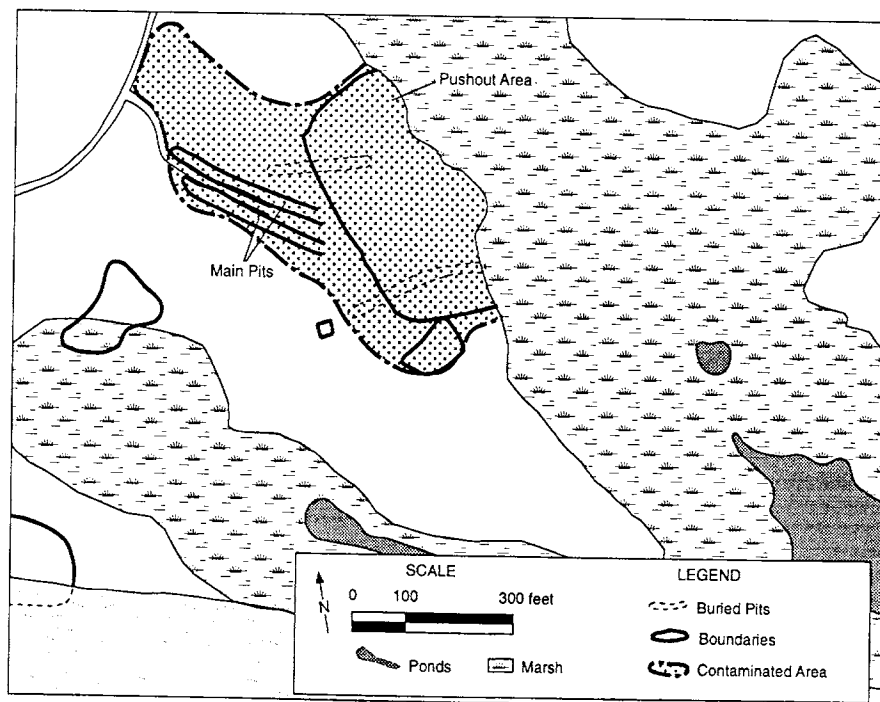 Pushout Area
Main Pits
SCALE
0 100 300 feet
N
Ponds
Marsh
LEGEND
Buried Pits
Boundaries
Contaminated Area